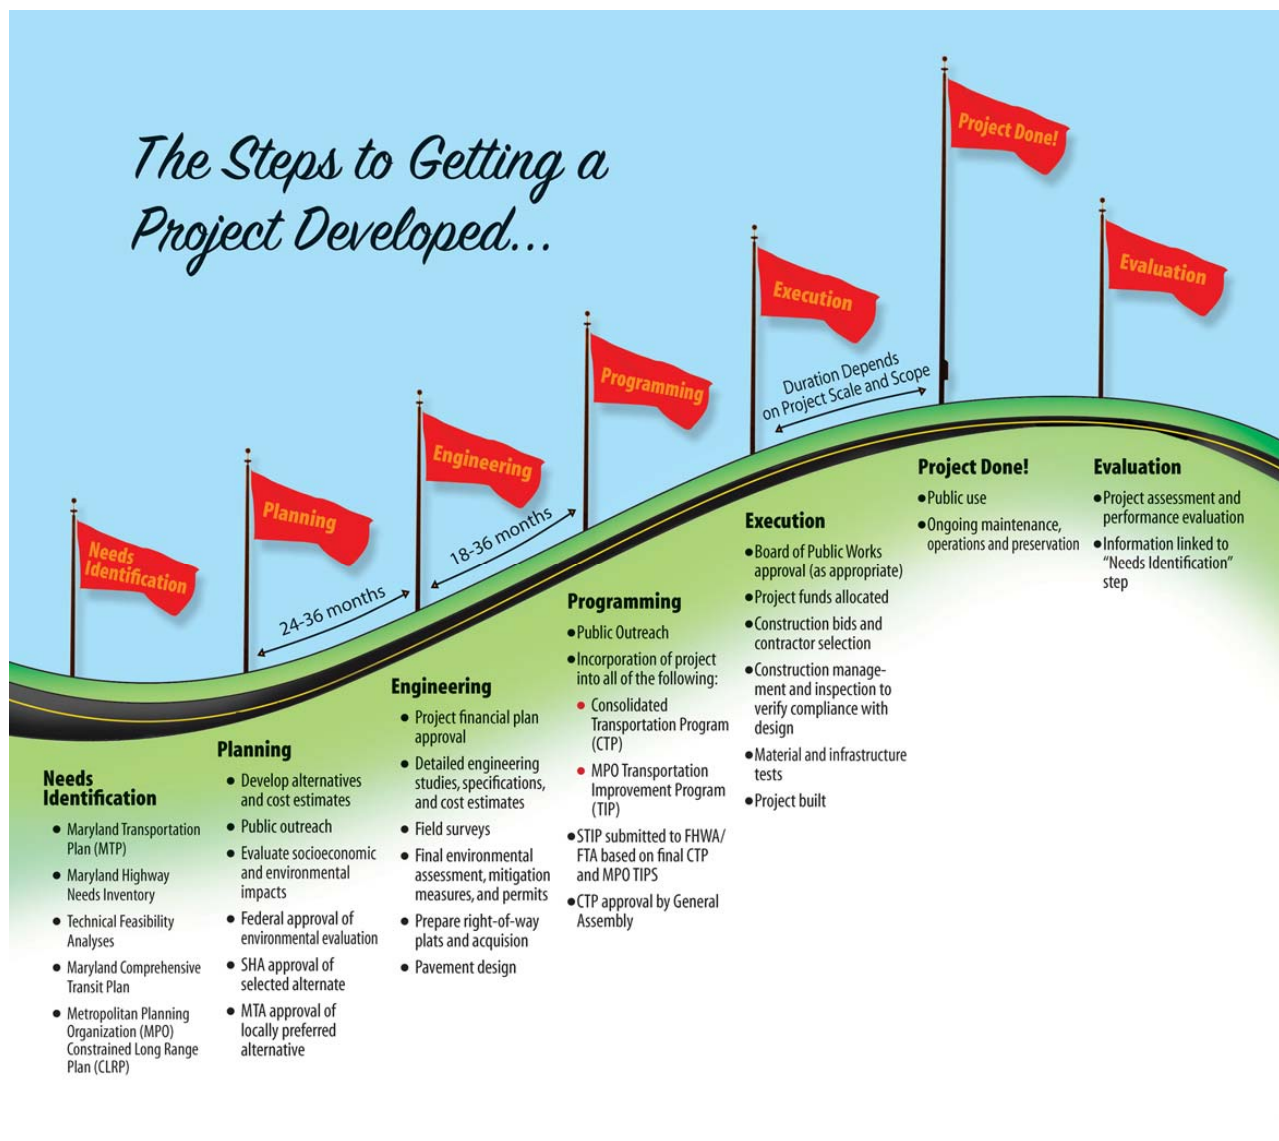 The Steps to Getting a
Project Developed...
Needs
Identification
Planning
Engineering
Programming
Execution
Project Done!
Evaluation
24-36 months
18-36 months
Duration Depends
on Project Scale and Scope
Needs
Identification
• Maryland Transportation
Plan (MTP)
• Maryland Highway
Needs Inventory
• Technical Feasibility
Analyses
• Maryland Comprehensive
Transit Plan
• Metropolitan Planning
Organization (MPO)
Constrained Long Range
Plan (CLRP)
Planning
• Develop alternatives
and cost estimates
• Public outreach
• Evaluate socioeconomic
and environmental
impacts
• Federal approval of
environmental evaluation
• SHA approval of
selected alternate
• MTA approval of
locally preferred
alternative
Engineering
• Project financial plan
approval
• Detailed engineering
studies, specifications,
and cost estimates
• Field surveys
• Final environmental
assessment, mitigation
measures, and permits
• Prepare right-of-way
plats and acquision
• Pavement design
Programming
• Public Outreach
• Incorporation of project
into all of the following:
• Consolidated
Transportation Program
(CTP)
• MPO Transportation
Improvement Program
(TIP)
• STIP submitted to FHWA/
FTA based on final CTP
and MPO TIPS
• CTP approval by General
Assembly
Execution
• Board of Public Works
approval (as appropriate)
• Project funds allocated
• Construction bids and
contractor selection
• Construction manage-
ment and inspection to
verify compliance with
design
• Material and infrastructure
tests
• Project built
Project Done!
• Public use
• Ongoing maintenance,
operations and preservation
Evaluation
• Project assessment and
performance evaluation
• Information linked to
“Needs Identification”
step